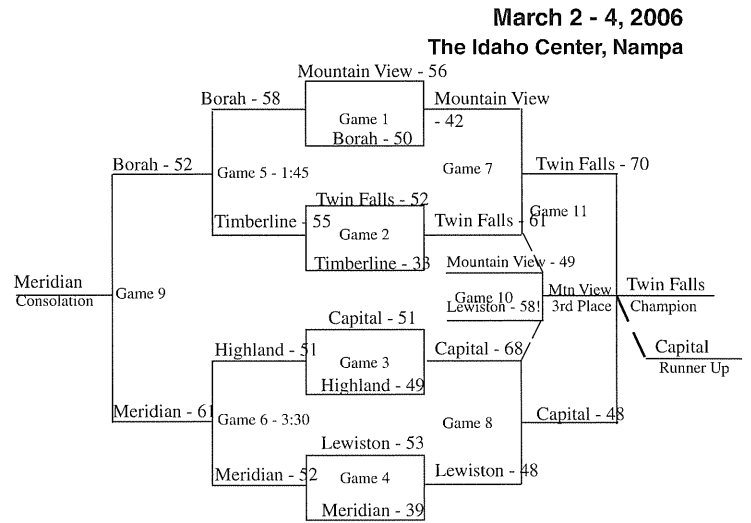 March 2 - 4, 2006
The Idaho Center, Nampa
Mountain View - 56
Borah - 58
Mountain View
Game 1
- 42
Borah - 50
Borah - 52
Game 5 - 1:45
Game 7
Twin Falls - 70
Twin Falls - 52
Game 11
Timberline - 55
Game 2
Twin Falls - 61
Timberline - 33
Mountain View - 49
Meridian
Consolation
Game 9
Game 10
Lewiston - 58!
Mtn View
3rd Place
Twin Falls
Champion
Capital - 51
Highland - 51
Game 3
Capital - 68
Capital
Runner Up
Highland - 49
Meridian - 61
Game 6 - 3:30
Game 8
Capital - 48
Lewiston - 53
Meridian - 52
Game 4
Lewiston - 48
Meridian - 39